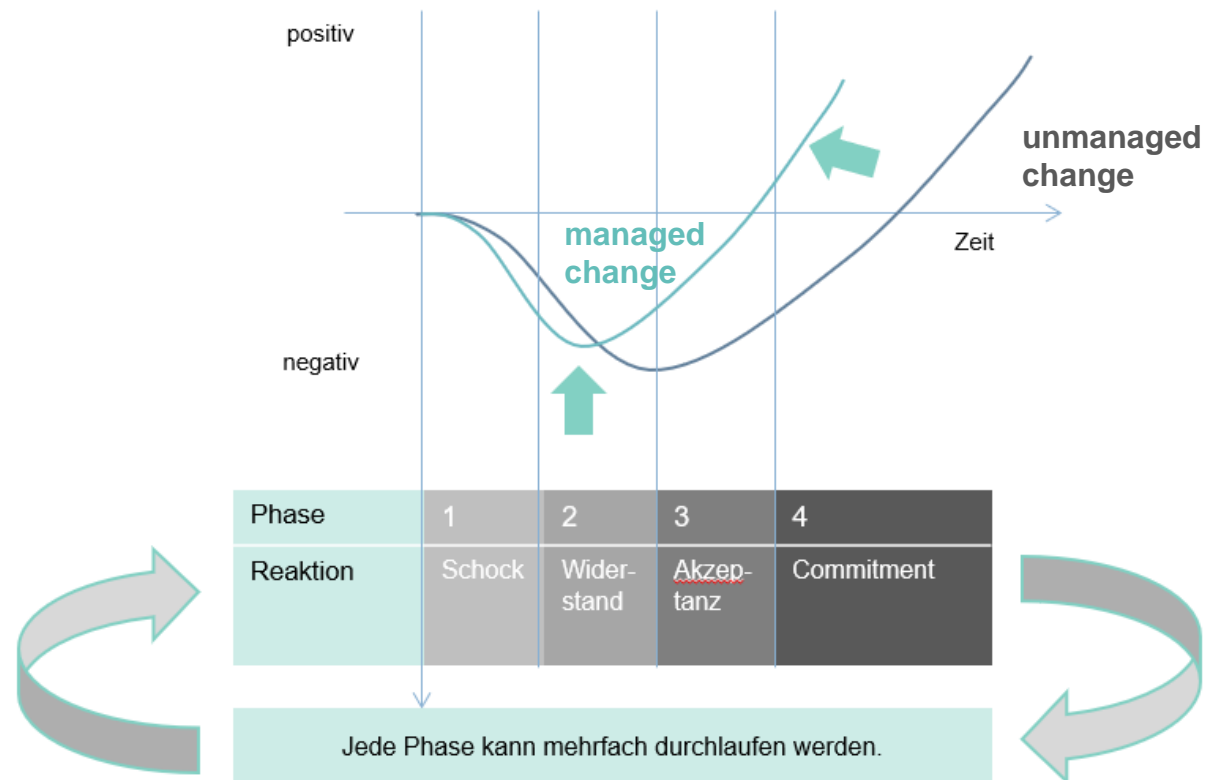 positiv
unmanaged
change
managed
change
Zeit
negativ
Phase 1 2 3 4
Reaktion Schock Wider- Akzep- Commitment
stand tanz
Jede Phase kann mehrfach durchlaufen werden.